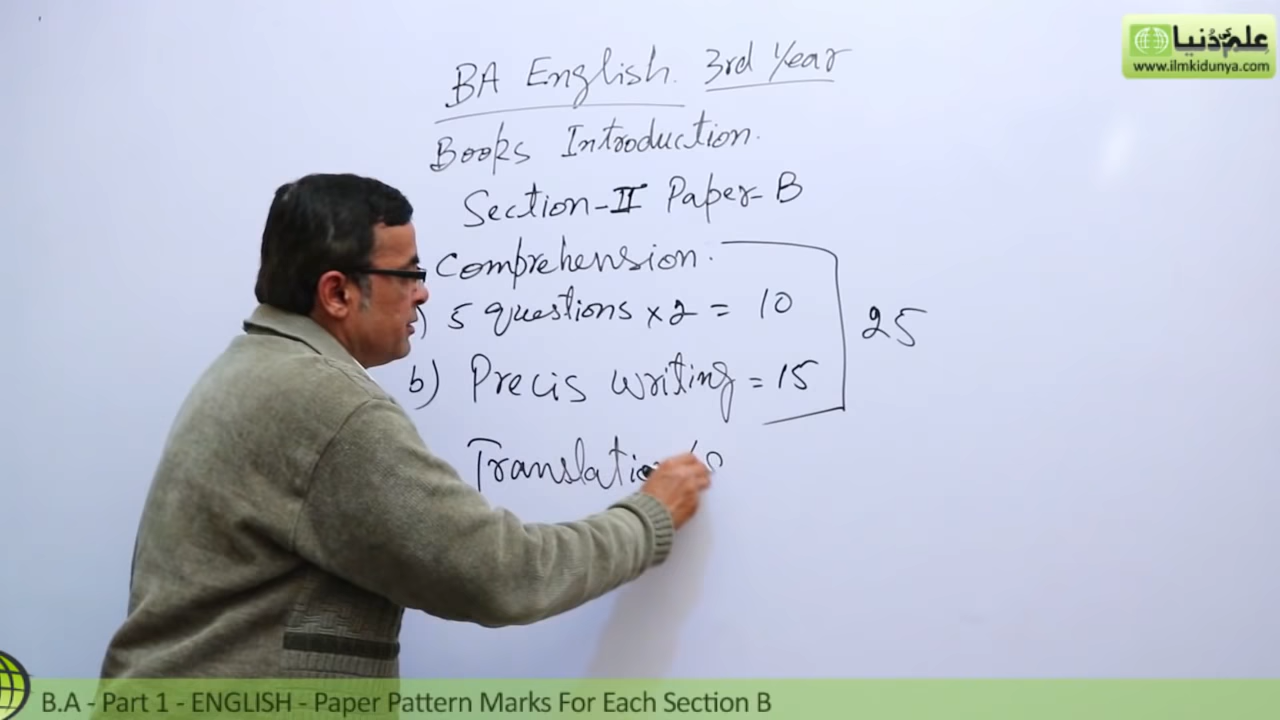 علم کی دنیا
www.ilmkidunya.com
BA English. 3rd Year
Books Introduction.
Section-II Paper-B
Comprehension:
) 5 questions x 2 = 10
b) Precis writing = 15
25
Translation
B.A - Part 1 - ENGLISH - Paper Pattern Marks For Each Section B